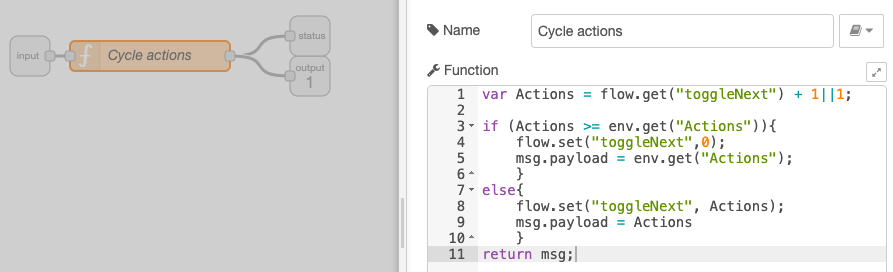 input
f Cycle actions
status
output
1
Name
Cycle actions
Function
1 var Actions = flow.get("toggleNext") + 1||1;
2
3 if (Actions >= env.get("Actions")){
4     flow.set("toggleNext",0);
5     msg.payload = env.get("Actions");
6     }
7 else{
8     flow.set("toggleNext", Actions);
9     msg.payload = Actions
10     }
11 return msg;